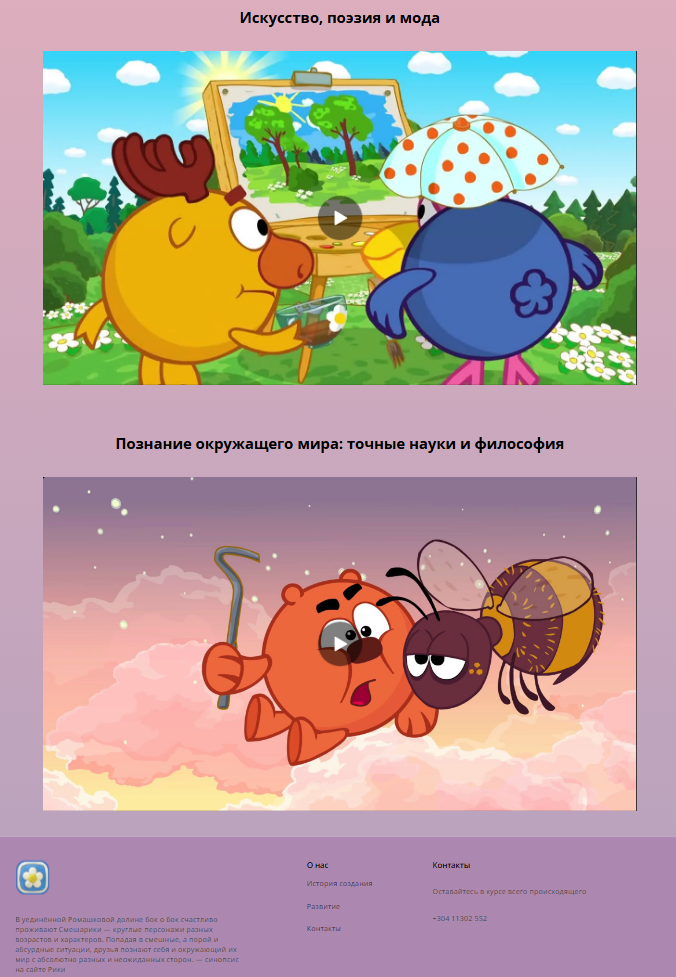 Искусство, поэзия и мода
Познание окружащего мира: точные науки и философия
В уединённой Ромашковой долине бок о бок счастливо
проживают Смешарики — круглые персонажи разных
возрастов и характеров. Попадая в смешные, а порой и
абсурдные ситуации, друзья познают себя и окружающий их
мир с абсолютно разных и неожиданных сторон. — синопсис
на сайте Рики
О нас
История создания
Развитие
Контакты
Контакты
Оставайтесь в курсе всего происходящего
+304 11302 552